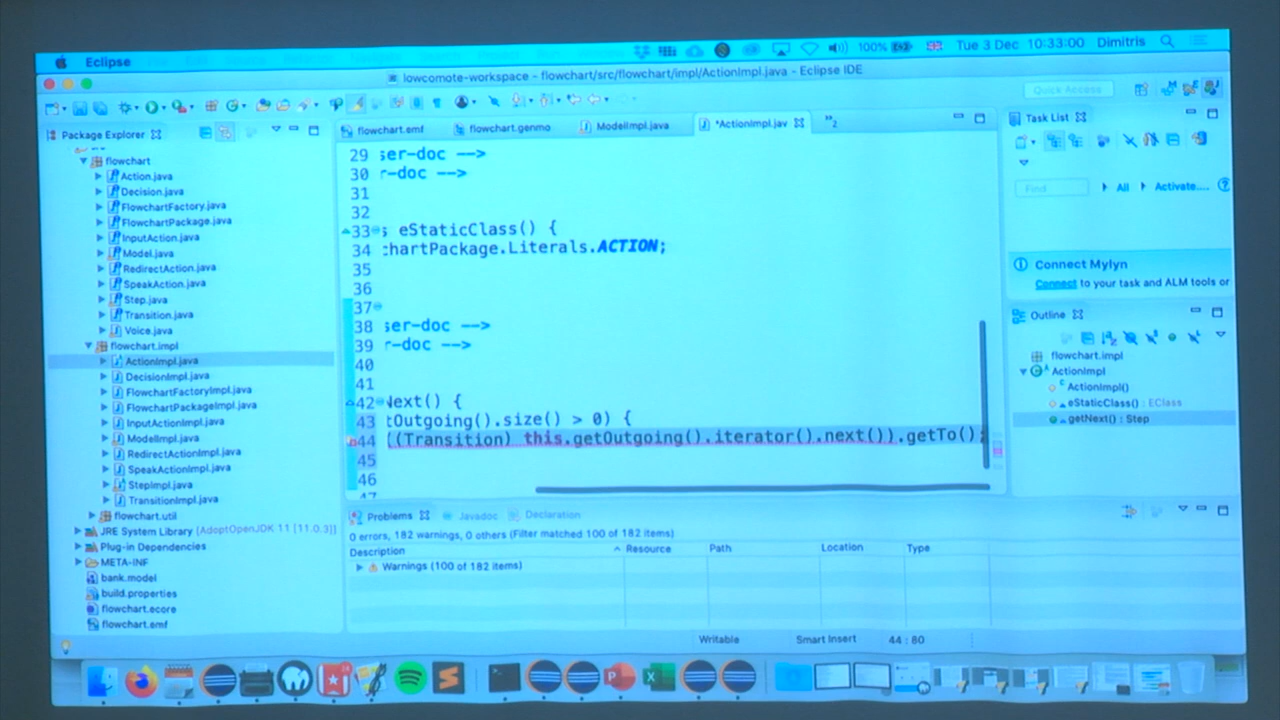 Eclipse
100%
Tue 3 Dec 10:33:00 Dimitris
lowcomote-workspace - flowchart/src/flowchart/impl/ActionImpl.java - Eclipse IDE
Quick Access
Package Explorer
flowchart
Action.java
Decision.java
FlowchartFactory.java
FlowchartPackage.java
InputAction.java
Model.java
RedirectAction.java
SpeakAction.java
Step.java
Transition.java
Voice.java
flowchart.impl
ActionImpl.java
DecisionImpl.java
FlowchartFactoryImpl.java
FlowchartPackageImpl.java
InputActionImpl.java
ModelImpl.java
RedirectActionImpl.java
SpeakActionImpl.java
StepImpl.java
TransitionImpl.java
flowchart.util
JRE System Library [AdoptOpenJDK 11 [11.0.3]]
Plug-in Dependencies
META-INF
bank.model
build.properties
flowchart.ecore
flowchart.emf
flowchart.emf
flowchart.genmo
ModelImpl.java
*ActionImpl.jav
2
29 ser-doc -->
30 r-doc -->
31
32
33 s eStaticClass() {
34 chartPackage.Literals.ACTION;
35
36
37
38 ser-doc -->
39 r-doc -->
40
41
42 Next() {
43 tOutgoing().size() > 0) {
44 ((Transition) this.getOutgoing().iterator().next()).getTo();
45
46
47
Task List
Find
All
Activate....
Connect Mylyn
Connect to your task and ALM tools or
Outline
flowchart.impl
ActionImpl
ActionImpl()
eStaticClass() : EClass
getNext() : Step
Problems
Javadoc
Declaration
0 errors, 182 warnings, 0 others (Filter matched 100 of 182 items)
Description
Resource
Path
Location
Type
Warnings (100 of 182 items)
Writable
Smart Insert
44 : 80